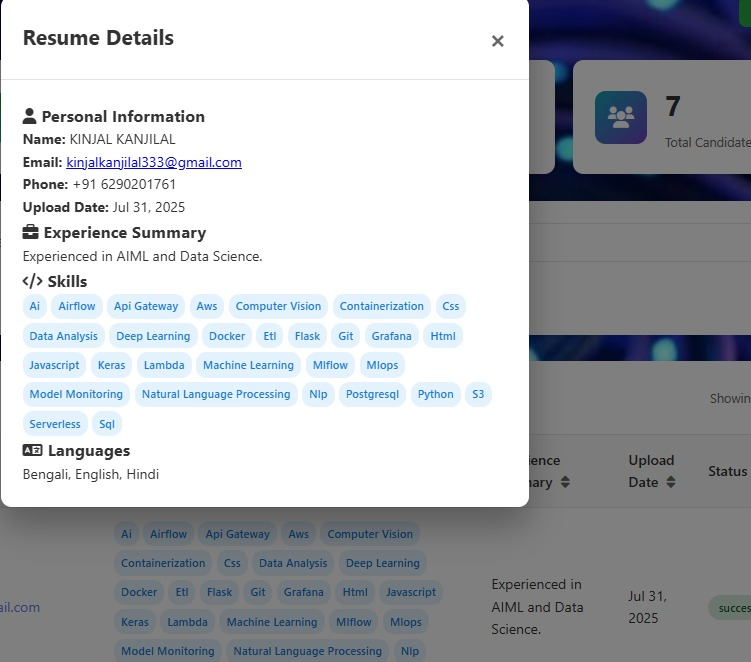 Resume Details
×
7
Total Candidate
Personal Information
Name: KINJAL KANJILAL
Email: kinjalkanjilal333@gmail.com
Phone: +91 6290201761
Upload Date: Jul 31, 2025
Experience Summary
Experienced in AIML and Data Science.
</> Skills
Ai Airflow Api Gateway Aws Computer Vision Containerization Css
Data Analysis Deep Learning Docker Etl Flask Git Grafana Html
Javascript Keras Lambda Machine Learning Mlflow Mlops
Model Monitoring Natural Language Processing Nlp Postgresql Python S3
Serverless Sql
Languages
Bengali, English, Hindi
Showin
ience
ary
Upload
Date
Status
Ai Airflow Api Gateway Aws Computer Vision
Containerization Css Data Analysis Deep Learning
Docker Etl Flask Git Grafana Html Javascript
Keras Lambda Machine Learning Mlflow Mlops
Model Monitoring Natural Language Processing Nlp
ail.com
Experienced in
AIML and Data
Science.
Jul 31,
2025
succes